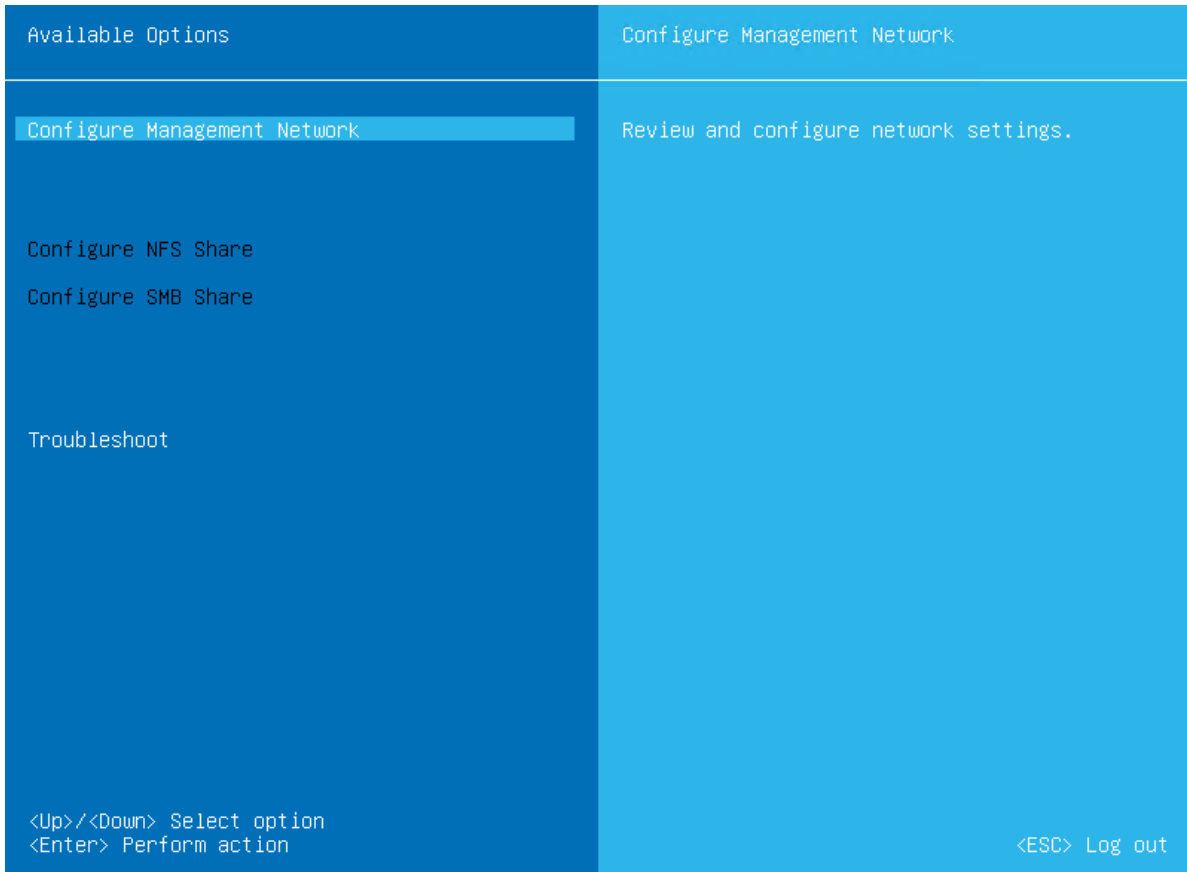 Available Options
Configure Management Network
Configure Management Network
Review and configure network settings.
Configure NFS Share
Configure SMB Share
Troubleshoot
<Up>/<Down> Select option
<Enter> Perform action
<ESC> Log out